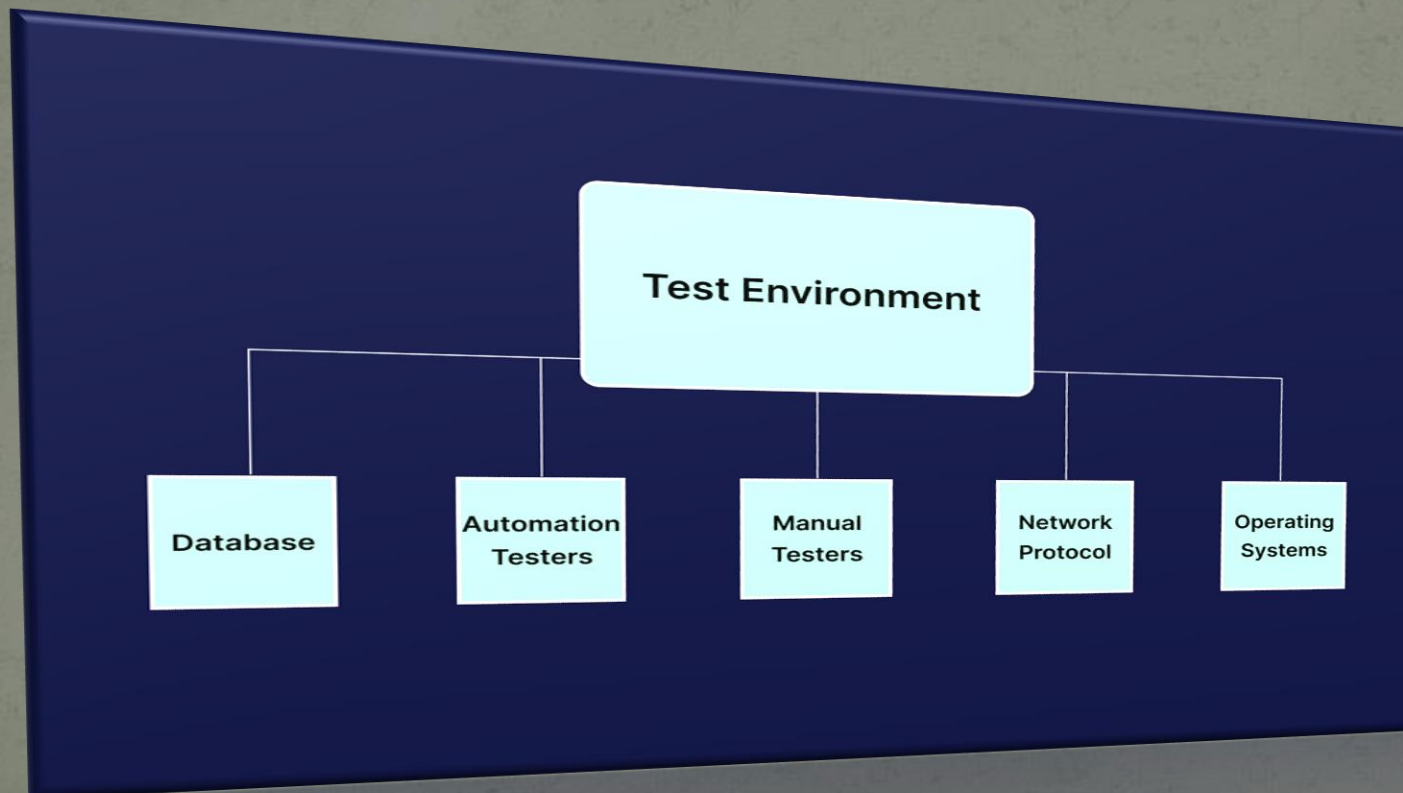 Test Environment
Database
Automation
Testers
Manual
Testers
Network
Protocol
Operating
Systems